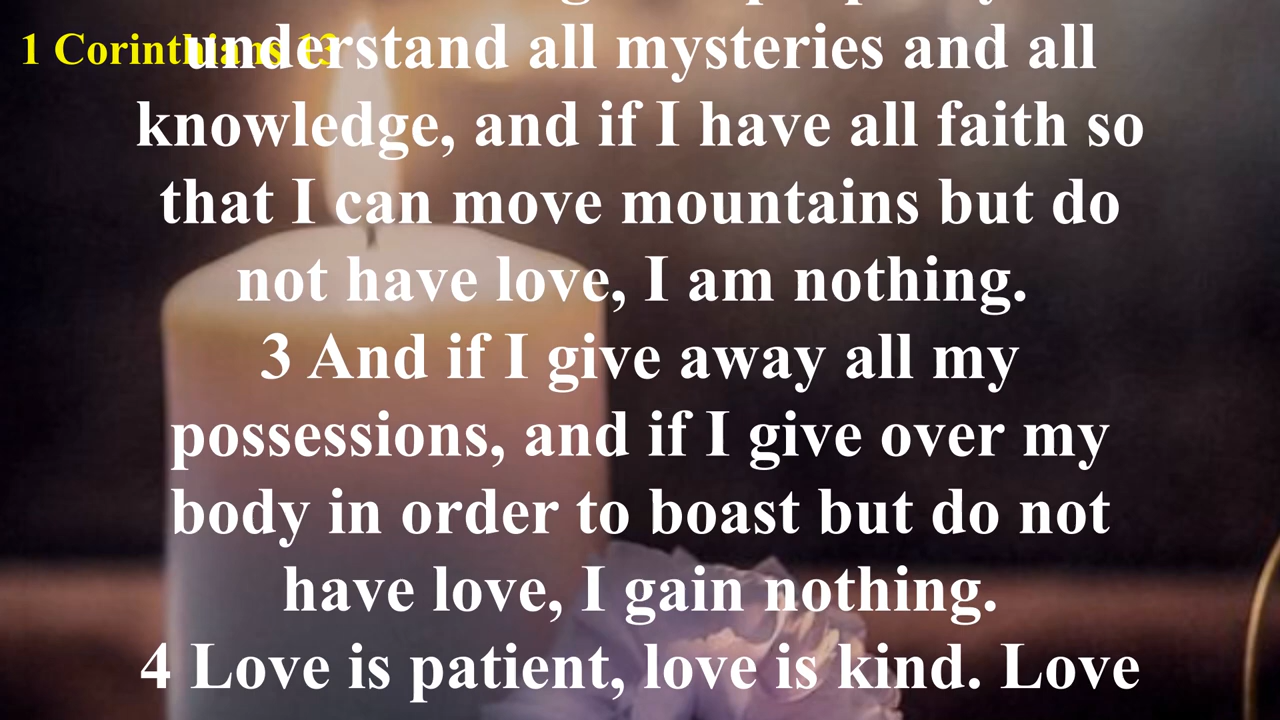 1 Corinthians 13
understand all mysteries and all
knowledge, and if I have all faith so
that I can move mountains but do
not have love, I am nothing.
3 And if I give away all my
possessions, and if I give over my
body in order to boast but do not
have love, I gain nothing.
4 Love is patient, love is kind. Love